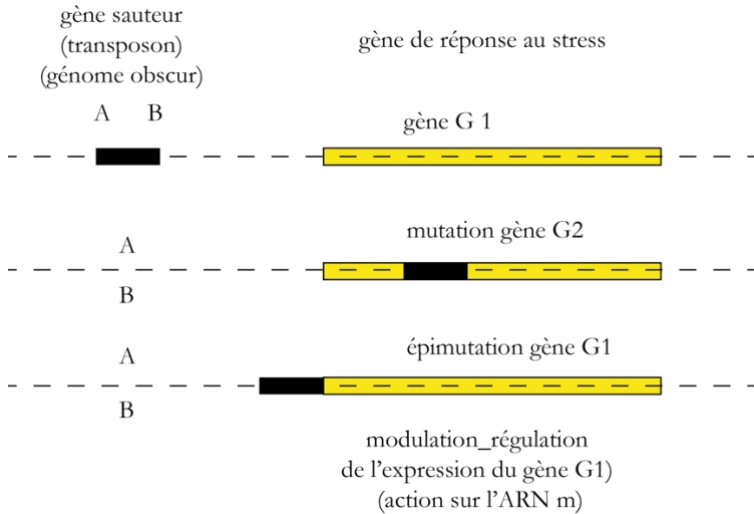 gène sauteur
(transposon)
(génome obscur)
gène de réponse au stress
A B
gène G 1
mutation gène G2
A
B
épimutation gène G1
A
B
modulation_régulation
de l'expression du gène G1)
(action sur l'ARN m)